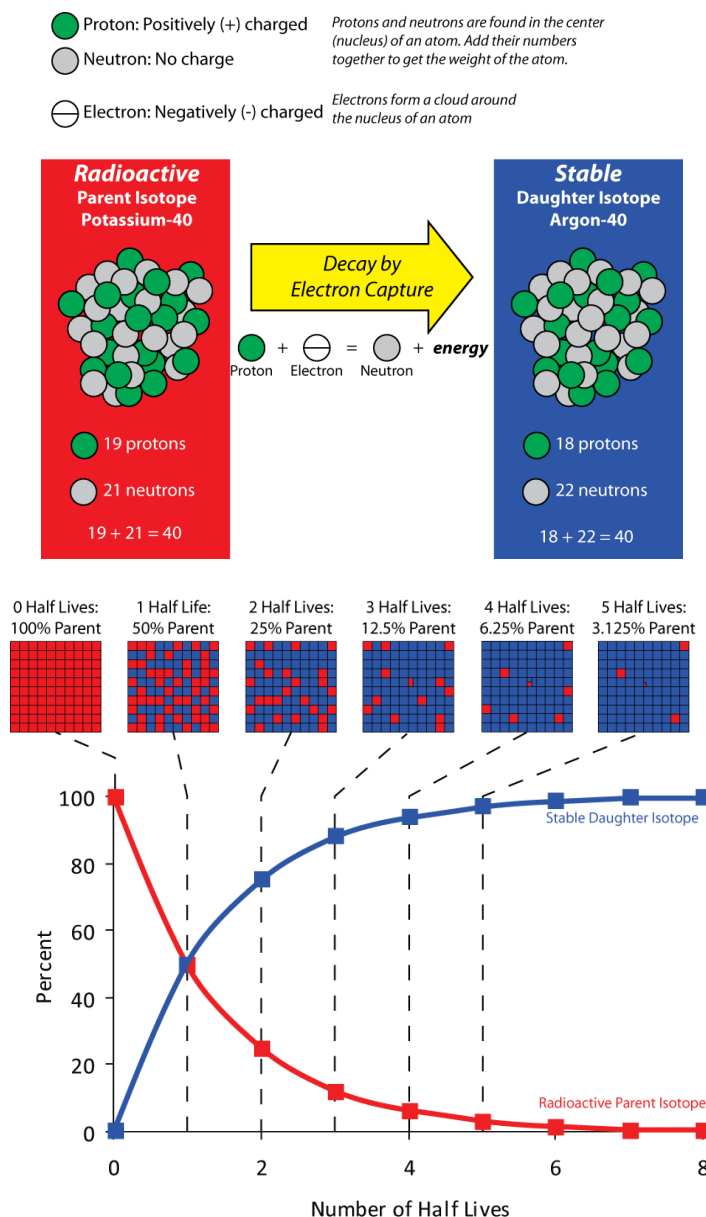 Proton: Positively (+) charged
Protons and neutrons are found in the center
(nucleus) of an atom. Add their numbers
together to get the weight of the atom.
Neutron: No charge
Electron: Negatively (-) charged
Electrons form a cloud around
the nucleus of an atom
Radioactive
Parent Isotope
Potassium-40
Stable
Daughter Isotope
Argon-40
Decay by
Electron Capture
+ = + energy
Proton Electron Neutron
19 protons
21 neutrons
19 + 21 = 40
18 protons
22 neutrons
18 + 22 = 40
0 Half Lives:
100% Parent
1 Half Life:
50% Parent
2 Half Lives:
25% Parent
3 Half Lives:
12.5% Parent
4 Half Lives:
6.25% Parent
5 Half Lives:
3.125% Parent
100
80
60
40
20
0
Percent
Stable Daughter Isotope
Radioactive Parent Isotope
0 2 4 6 8
Number of Half Lives